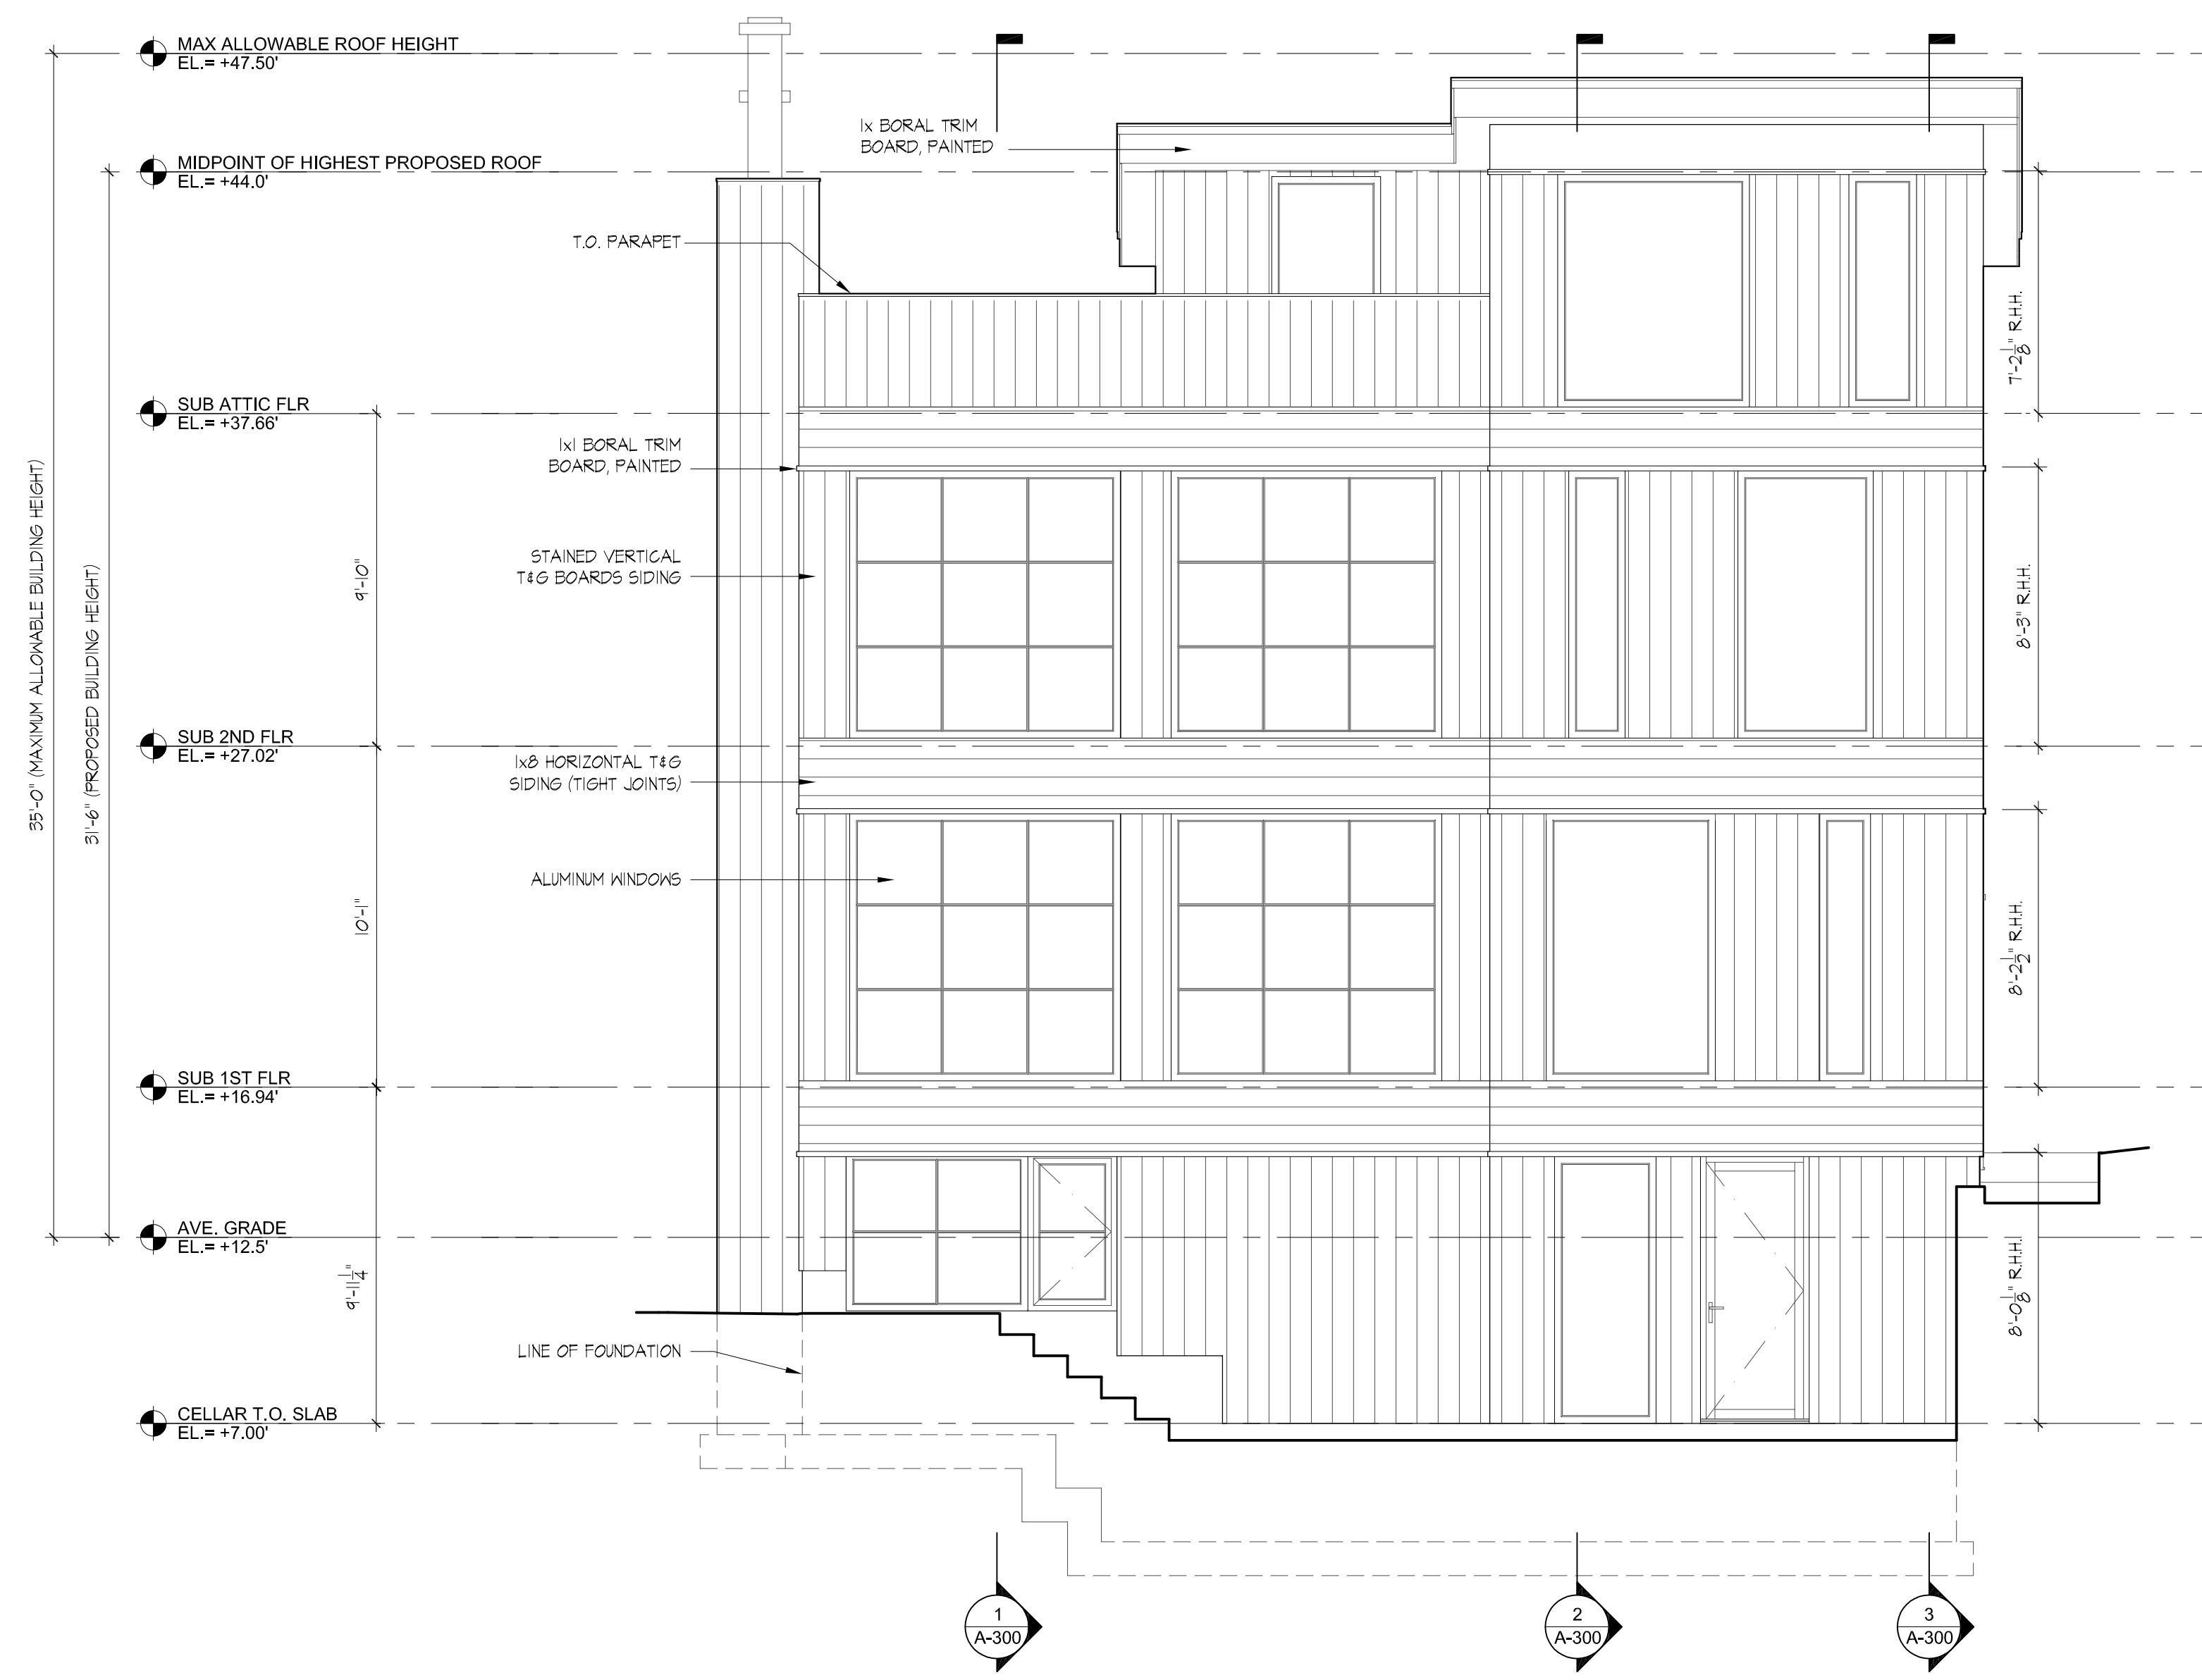 MAX ALLOWABLE ROOF HEIGHT
EL.= +47.50'
1x BORAL TRIM
BOARD, PAINTED
MIDPOINT OF HIGHEST PROPOSED ROOF
EL.= +44.0'
T.O. PARAPET
7'-2 1/8" R.H.H.
SUB ATTIC FLR
EL.= +37.66'
1x1 BORAL TRIM
BOARD, PAINTED
35'-0" (MAXIMUM ALLOWABLE BUILDING HEIGHT)
31'-6" (PROPOSED BUILDING HEIGHT)
9'-10"
STAINED VERTICAL
T&G BOARDS SIDING
8'-3" R.H.H.
SUB 2ND FLR
EL.= +27.02'
1x8 HORIZONTAL T&G
SIDING (TIGHT JOINTS)
ALUMINUM WINDOWS
10'-1"
8'-2 1/2" R.H.H.
SUB 1ST FLR
EL.= +16.94'
AVE. GRADE
EL.= +12.5'
9'-11 1/4"
8'-0 1/8" R.H.H.
LINE OF FOUNDATION
CELLAR T.O. SLAB
EL.= +7.00'
1
A-300
2
A-300
3
A-300